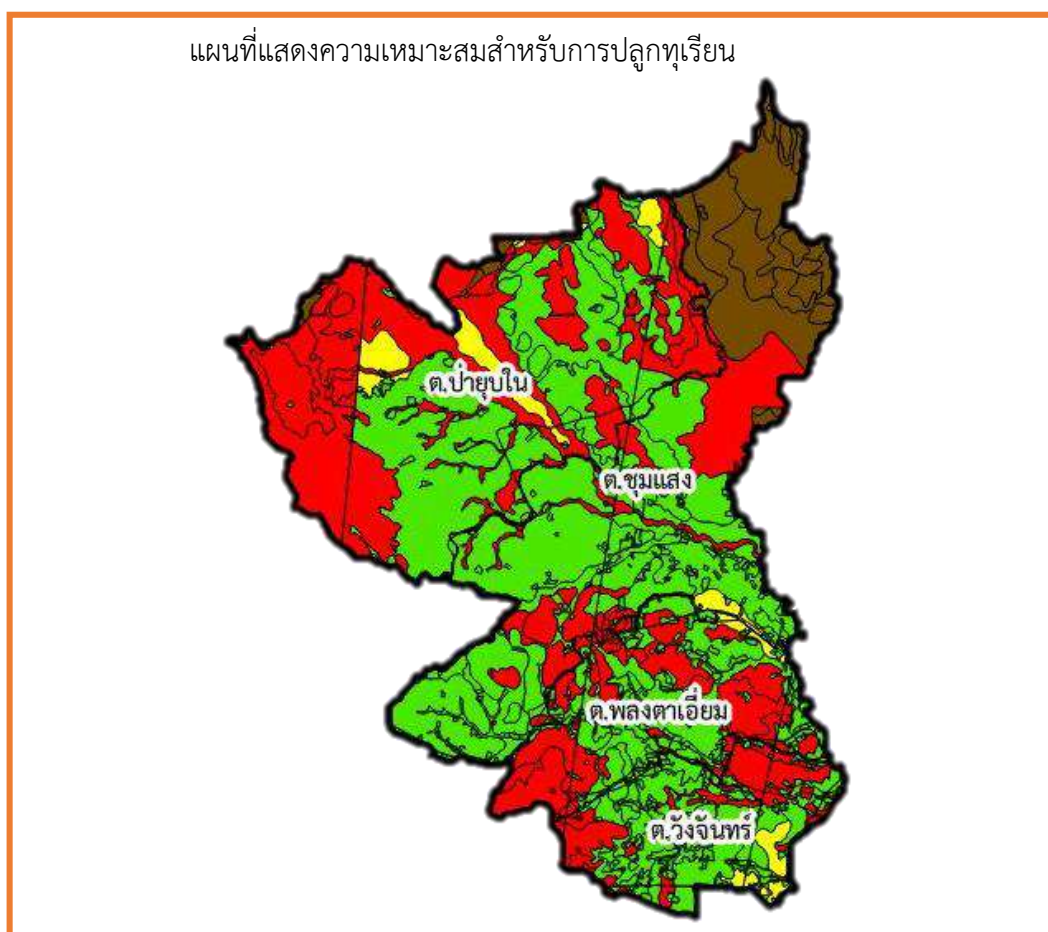 แผนที่แสดงความเหมาะสมสำหรับการปลูกทุเรียน
ต.ป่ายุบใน
ต.ชุมแสง
ต.พลงตาเอี่ยม
ต.วังจันทร์